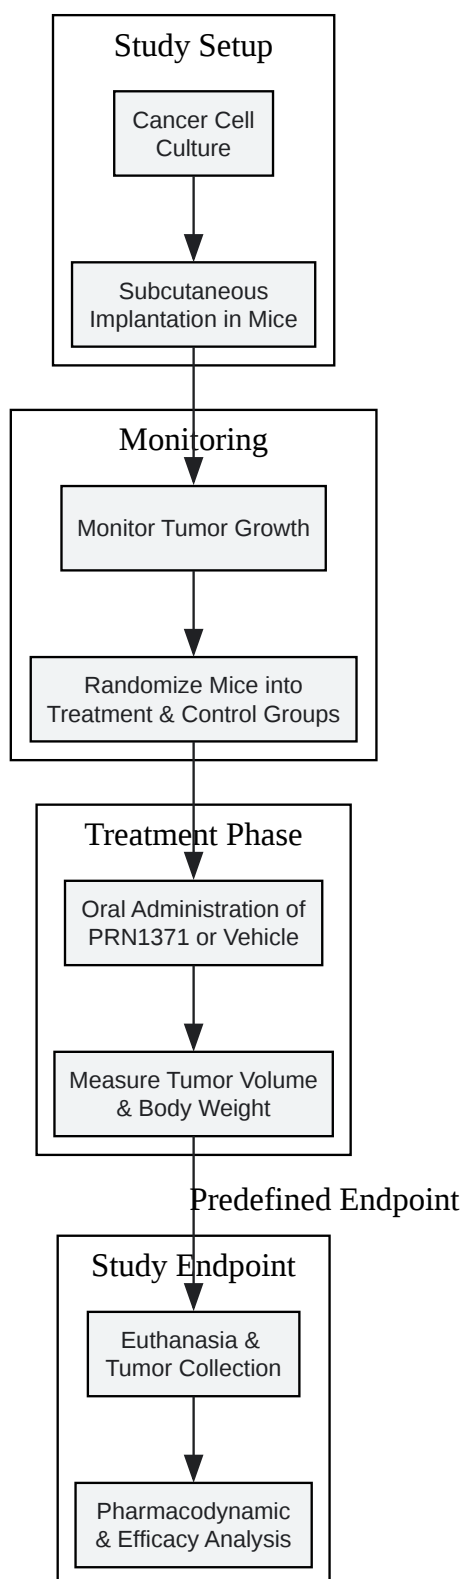 Study Setup
Cancer Cell
Culture
Subcutaneous
Implantation in Mice
Monitoring
Monitor Tumor Growth
Randomize Mice into
Treatment & Control Groups
Treatment Phase
Oral Administration of
PRN1371 or Vehicle
Measure Tumor Volume
& Body Weight
Predefined Endpoint
Study Endpoint
Euthanasia &
Tumor Collection
Pharmacodynamic
& Efficacy Analysis